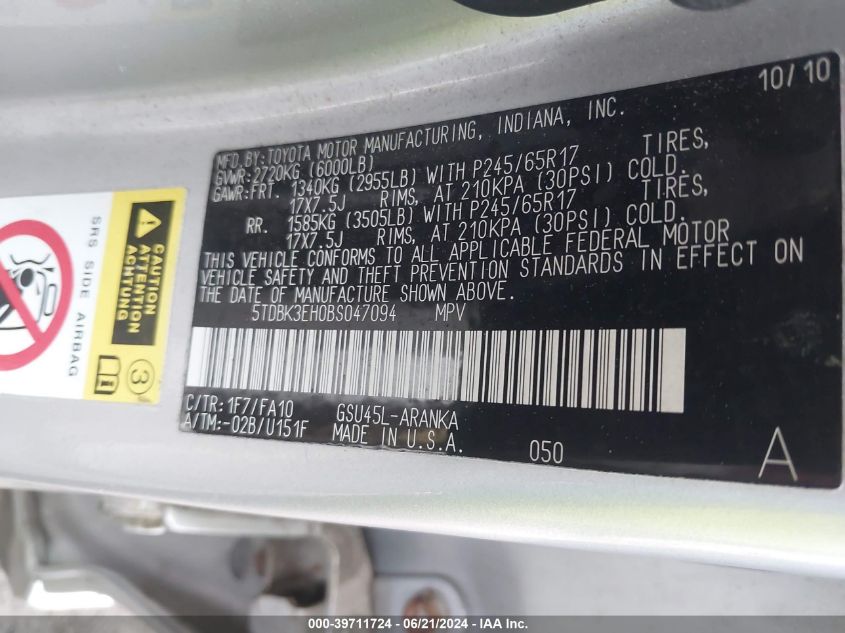 10/10
MFD.BY:TOYOTA MOTOR MANUFACTURING, INDIANA, INC.
GVWR:2720KG (6000LB)
GAWR:FRT. 1340KG (2955LB) WITH P245/65R17 TIRES,
17X7.5J RIMS, AT 210KPA (30PSI) COLD.
RR. 1585KG (3505LB) WITH P245/65R17 TIRES,
17X7.5J RIMS, AT 210KPA (30PSI) COLD.
THIS VEHICLE CONFORMS TO ALL APPLICABLE FEDERAL MOTOR
VEHICLE SAFETY AND THEFT PREVENTION STANDARDS IN EFFECT ON
THE DATE OF MANUFACTURE SHOWN ABOVE.
5TDBK3EH0BS047094 MPV
C/TR:1F7/FA10 GSU45L-ARANKA
A/TM:-02B/U151F MADE IN U.S.A.
050 A
SRS SIDE AIRBAG
CAUTION
ATTENTION
ACHTUNG
3
000-39711724 - 06/21/2024 - IAA Inc.